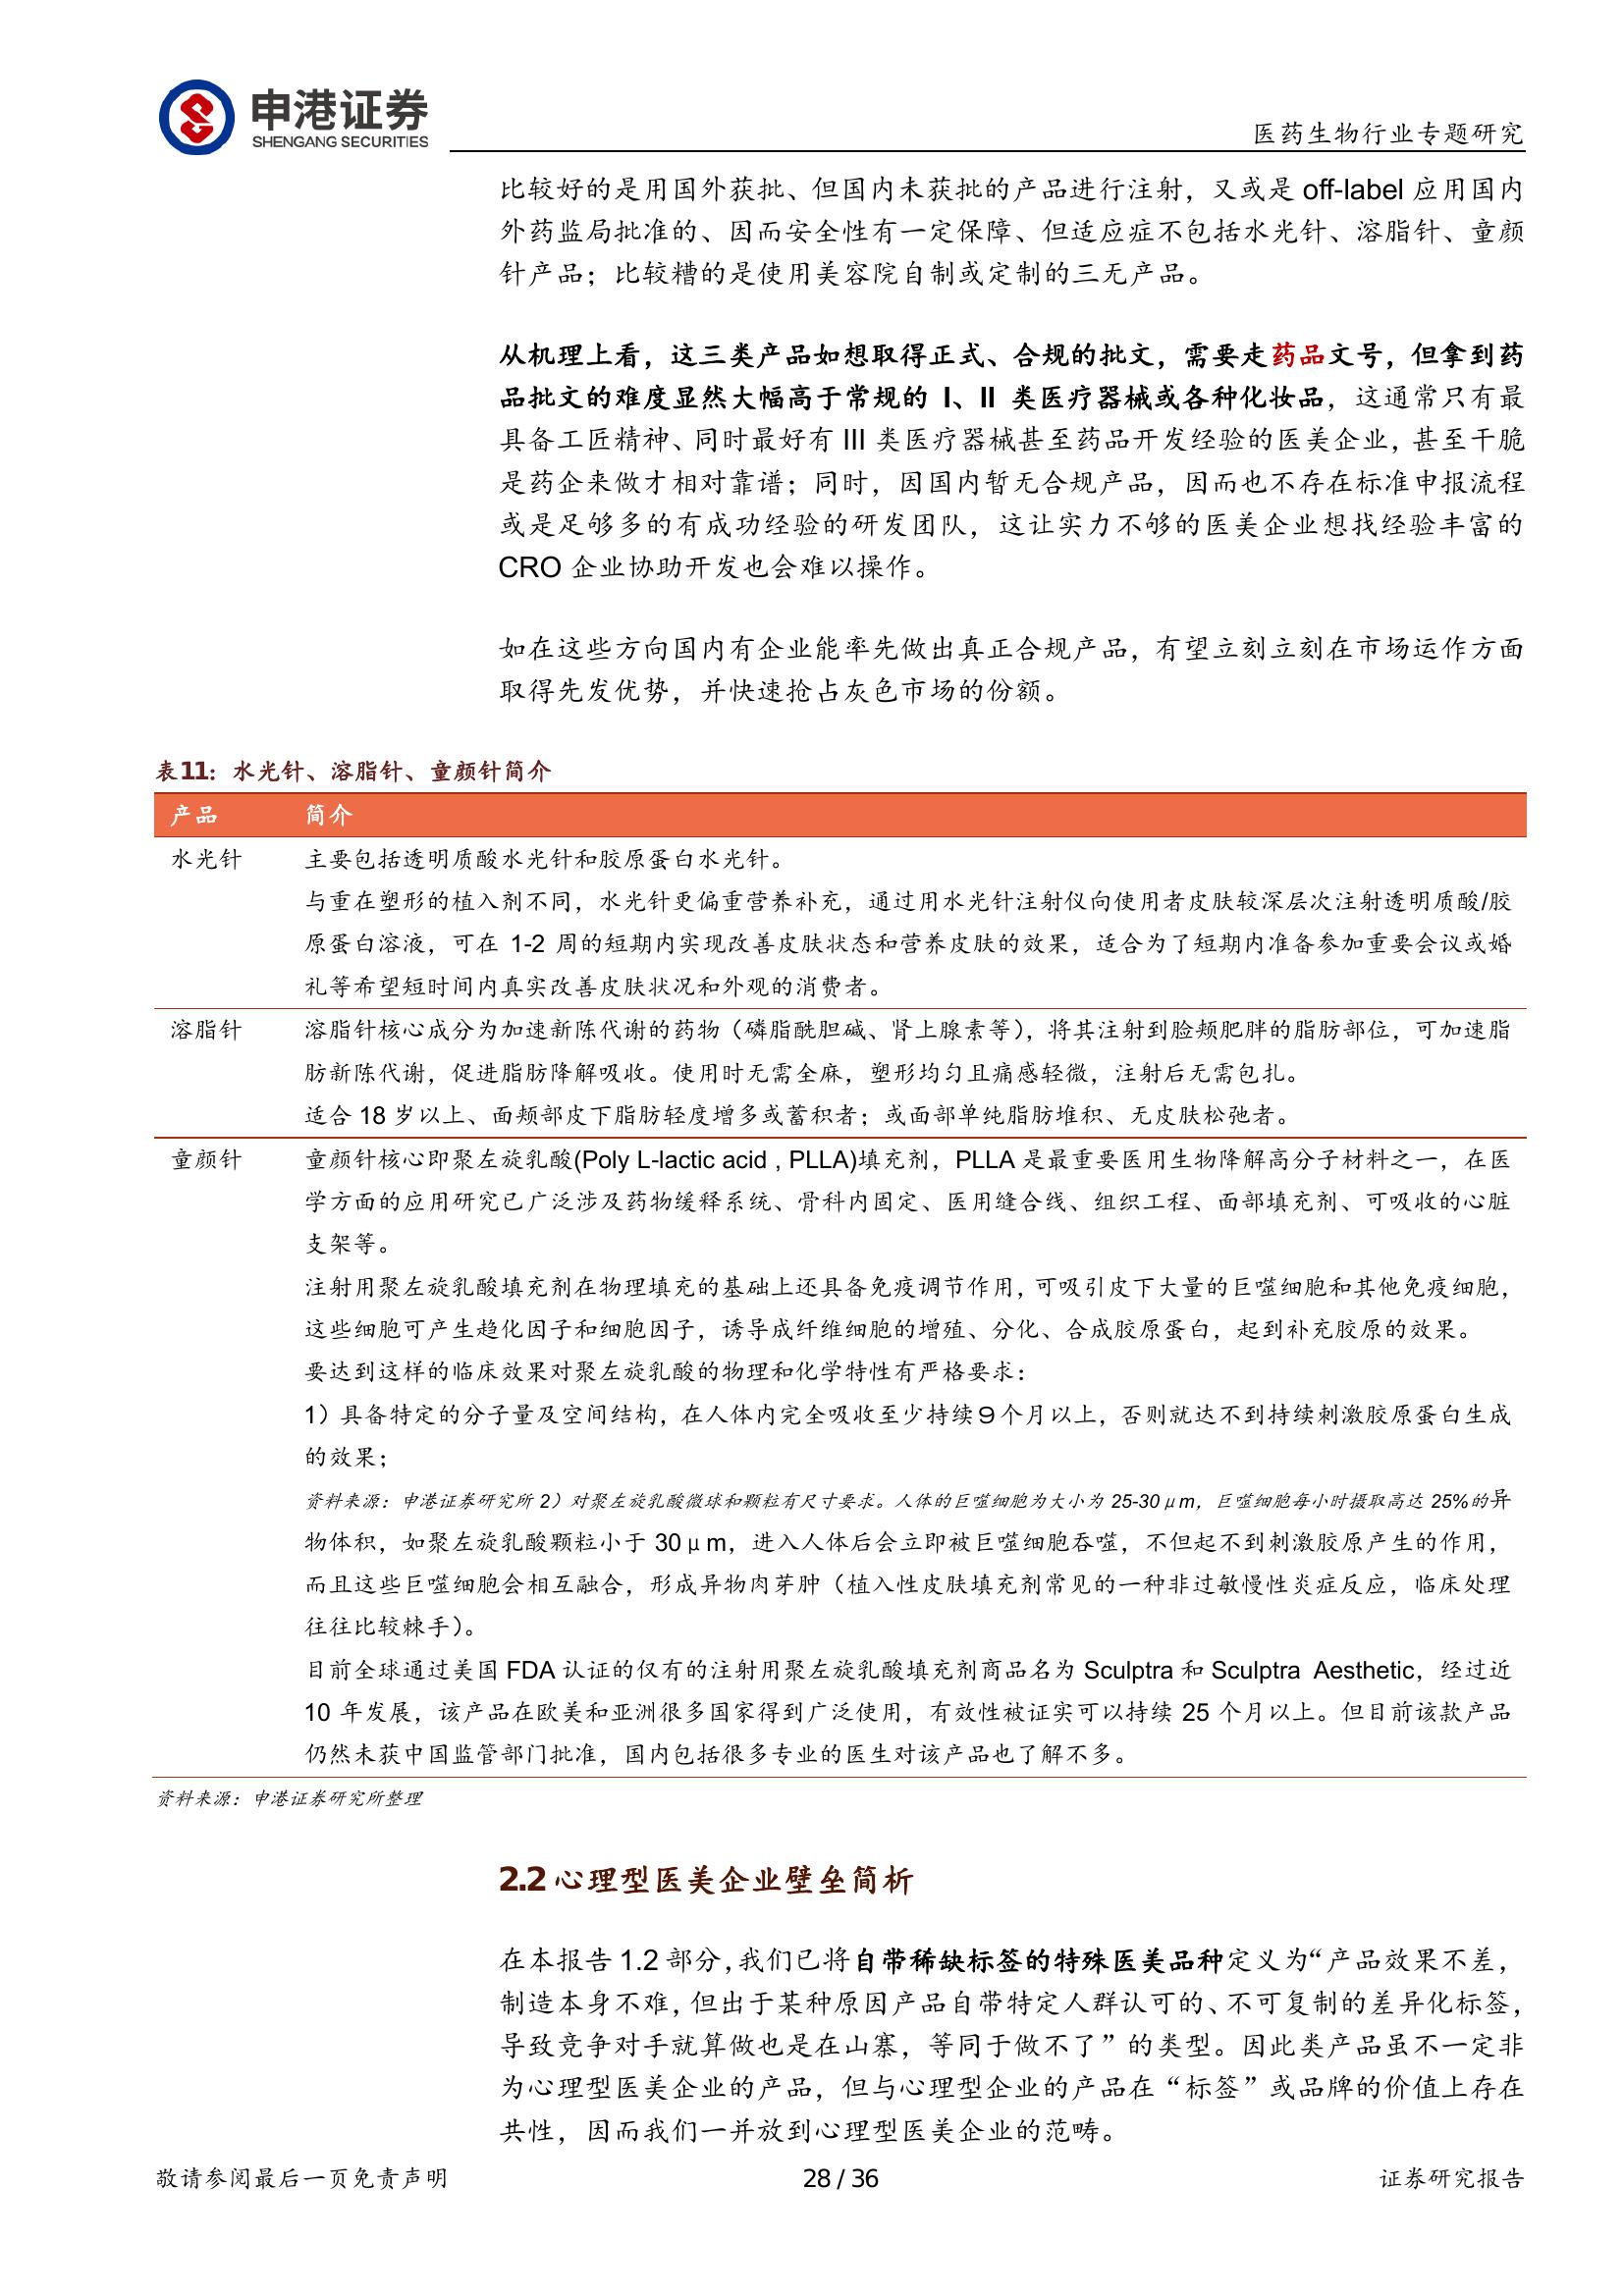 申港证券
SHENGANG SECURITIES
医药生物行业专题研究
比较好的是用国外获批、但国内未获批的产品进行注射，又或是 off-label 应用国内
外药监局批准的、因而安全性有一定保障、但适应症不包括水光针、溶脂针、童颜
针产品；比较糟的是使用美容院自制或定制的三无产品。
从机理上看，这三类产品如想取得正式、合规的批文，需要走药品文号，但拿到药
品批文的难度显然大幅高于常规的 I、II 类医疗器械或各种化妆品，这通常只有最
具备工匠精神、同时最好有 III 类医疗器械甚至药品开发经验的医美企业，甚至干脆
是药企来做才相对靠谱；同时，因国内暂无合规产品，因而也不存在标准申报流程
或是足够多的有成功经验的研发团队，这让实力不够的医美企业想找经验丰富的
CRO 企业协助开发也会难以操作。
如在这些方向国内有企业能率先做出真正合规产品，有望立刻立刻在市场运作方面
取得先发优势，并快速抢占灰色市场的份额。
表11：水光针、溶脂针、童颜针简介
产品 简介
水光针 主要包括透明质酸水光针和胶原蛋白水光针。
与重在塑形的植入剂不同，水光针更偏重营养补充，通过用水光针注射仪向使用者皮肤较深层次注射透明质酸/胶
原蛋白溶液，可在 1-2 周的短期内实现改善皮肤状态和营养皮肤的效果，适合为了短期内准备参加重要会议或婚
礼等希望短时间内真实改善皮肤状况和外观的消费者。
溶脂针 溶脂针核心成分为加速新陈代谢的药物（磷脂酰胆碱、肾上腺素等），将其注射到脸颊肥胖的脂肪部位，可加速脂
肪新陈代谢，促进脂肪降解吸收。使用时无需全麻，塑形均匀且痛感轻微，注射后无需包扎。
适合 18 岁以上、面颊部皮下脂肪轻度增多或蓄积者；或面部单纯脂肪堆积、无皮肤松弛者。
童颜针 童颜针核心即聚左旋乳酸(Poly L-lactic acid , PLLA)填充剂，PLLA 是最重要医用生物降解高分子材料之一，在医
学方面的应用研究已广泛涉及药物缓释系统、骨科内固定、医用缝合线、组织工程、面部填充剂、可吸收的心脏
支架等。
注射用聚左旋乳酸填充剂在物理填充的基础上还具备免疫调节作用，可吸引皮下大量的巨噬细胞和其他免疫细胞，
这些细胞可产生趋化因子和细胞因子，诱导成纤维细胞的增殖、分化、合成胶原蛋白，起到补充胶原的效果。
要达到这样的临床效果对聚左旋乳酸的物理和化学特性有严格要求：
1）具备特定的分子量及空间结构，在人体内完全吸收至少持续９个月以上，否则就达不到持续刺激胶原蛋白生成
的效果；
资料来源：申港证券研究所 2）对聚左旋乳酸微球和颗粒有尺寸要求。人体的巨噬细胞为大小为 25-30μm，巨噬细胞每小时摄取高达 25%的异
物体积，如聚左旋乳酸颗粒小于 30μm，进入人体后会立即被巨噬细胞吞噬，不但起不到刺激胶原产生的作用，
而且这些巨噬细胞会相互融合，形成异物肉芽肿（植入性皮肤填充剂常见的一种非过敏慢性炎症反应，临床处理
往往比较棘手）。
目前全球通过美国 FDA 认证的仅有的注射用聚左旋乳酸填充剂商品名为 Sculptra 和 Sculptra Aesthetic，经过近
10 年发展，该产品在欧美和亚洲很多国家得到广泛使用，有效性被证实可以持续 25 个月以上。但目前该款产品
仍然未获中国监管部门批准，国内包括很多专业的医生对该产品也了解不多。
资料来源：申港证券研究所整理
2.2 心理型医美企业壁垒简析
在本报告 1.2 部分，我们已将自带稀缺标签的特殊医美品种定义为“产品效果不差，
制造本身不难，但出于某种原因产品自带特定人群认可的、不可复制的差异化标签，
导致竞争对手就算做也是在山寨，等同于做不了”的类型。因此类产品虽不一定非
为心理型医美企业的产品，但与心理型企业的产品在“标签”或品牌的价值上存在
共性，因而我们一并放到心理型医美企业的范畴。
敬请参阅最后一页免责声明 28 / 36 证券研究报告